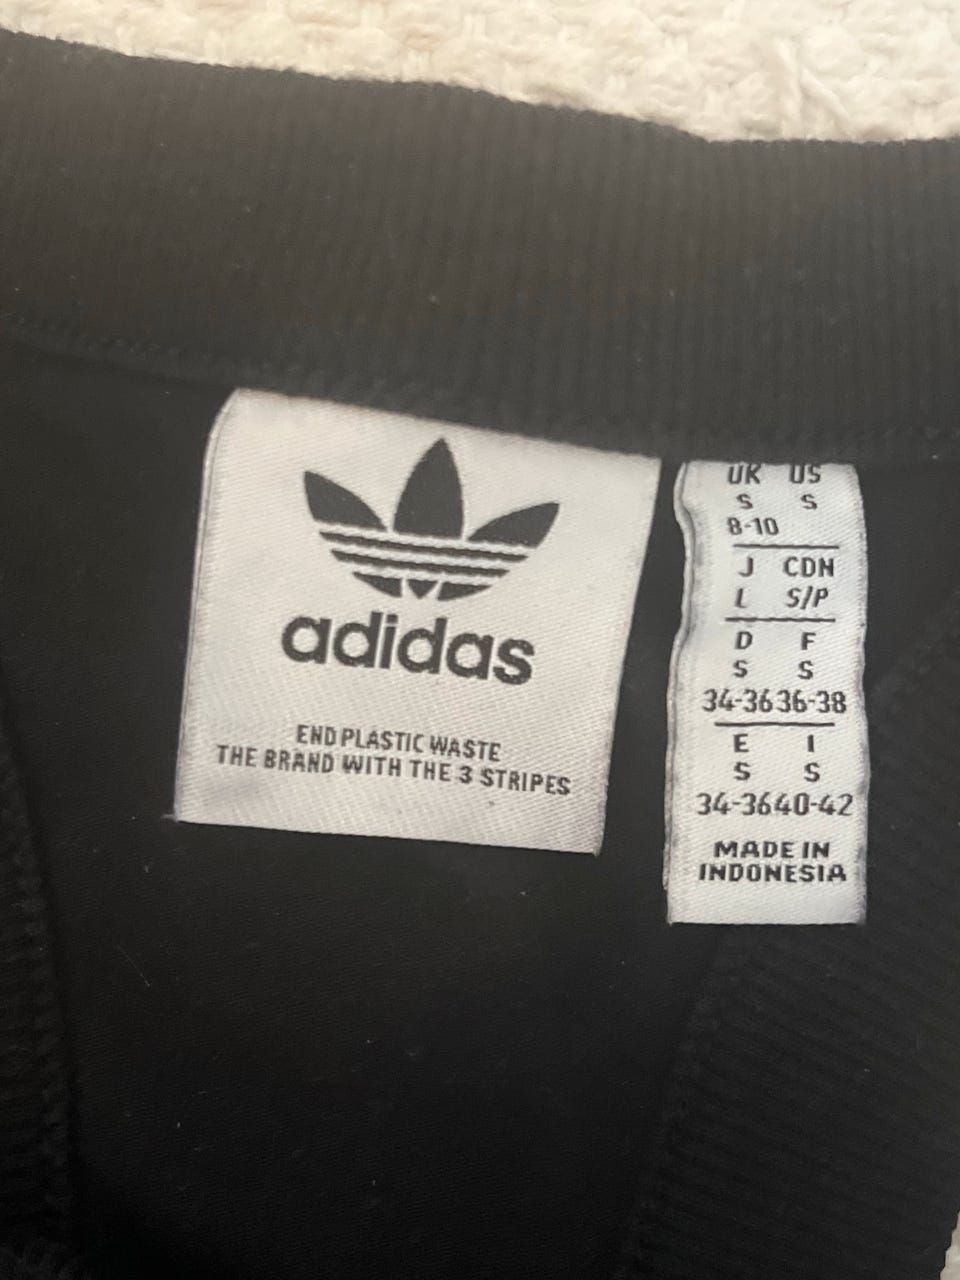 adidas
END PLASTIC WASTE
THE BRAND WITH THE 3 STRIPES
UK US
S S
8-10
J CDN
L S/P
D F
S S
34-36 36-38
E I
S S
34-36 40-42
MADE IN
INDONESIA